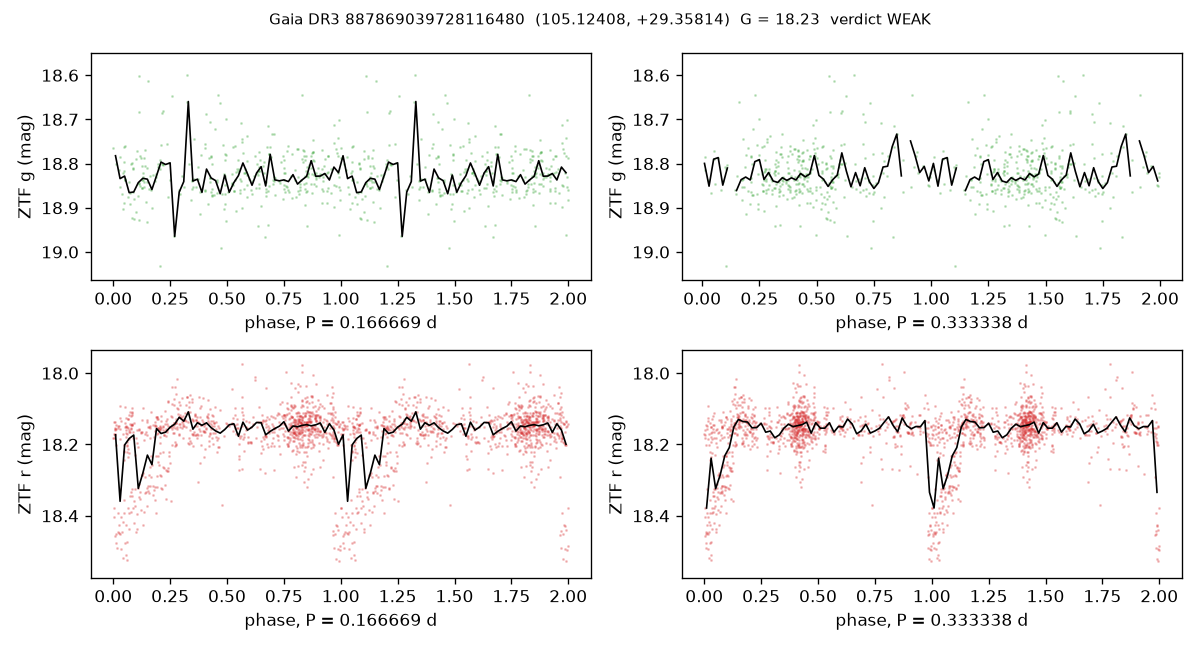 Gaia DR3 887869039728116480  (105.12408, +29.35814)  G = 18.23  verdict WEAK
ZTF g (mag)
18.6
18.7
18.8
18.9
19.0
0.00 0.25 0.50 0.75 1.00 1.25 1.50 1.75 2.00
phase, P = 0.166669 d
ZTF g (mag)
18.6
18.7
18.8
18.9
19.0
0.00 0.25 0.50 0.75 1.00 1.25 1.50 1.75 2.00
phase, P = 0.333338 d
ZTF r (mag)
18.0
18.2
18.4
0.00 0.25 0.50 0.75 1.00 1.25 1.50 1.75 2.00
phase, P = 0.166669 d
ZTF r (mag)
18.0
18.2
18.4
0.00 0.25 0.50 0.75 1.00 1.25 1.50 1.75 2.00
phase, P = 0.333338 d